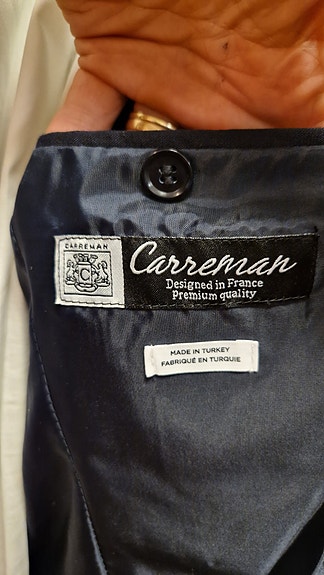 CARREMAN
C
Carreman
Designed in France
Premium quality
MADE IN TURKEY
FABRIQUÉ EN TURQUIE